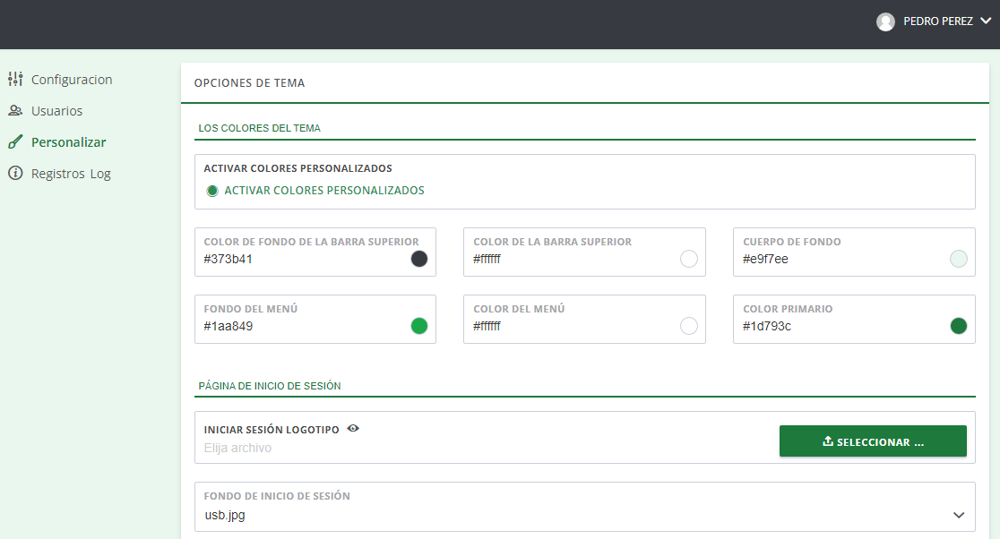 PEDRO PEREZ
Configuracion
Usuarios
Personalizar
Registros Log
OPCIONES DE TEMA
LOS COLORES DEL TEMA
ACTIVAR COLORES PERSONALIZADOS
ACTIVAR COLORES PERSONALIZADOS
COLOR DE FONDO DE LA BARRA SUPERIOR
#373b41
COLOR DE LA BARRA SUPERIOR
#ffffff
CUERPO DE FONDO
#e9f7ee
FONDO DEL MENÚ
#1aa849
COLOR DEL MENÚ
#ffffff
COLOR PRIMARIO
#1d793c
PÁGINA DE INICIO DE SESIÓN
INICIAR SESIÓN LOGOTIPO
Elija archivo
SELECCIONAR ...
FONDO DE INICIO DE SESIÓN
usb.jpg